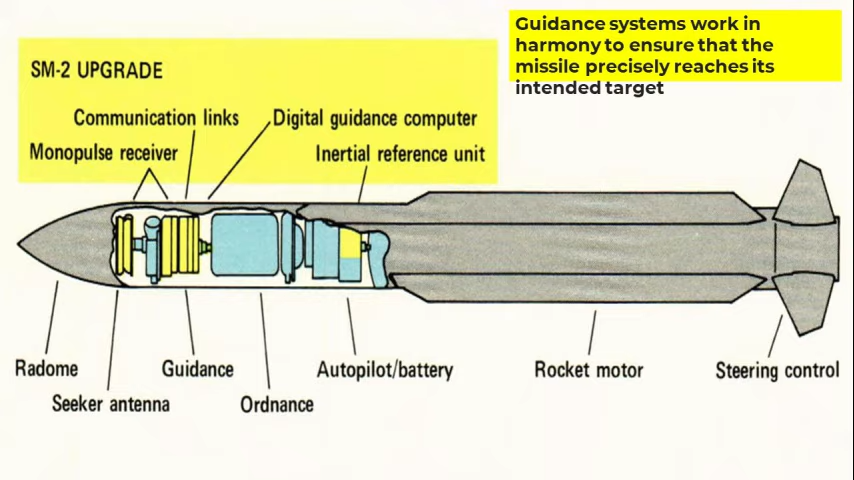 Guidance systems work in
harmony to ensure that the
missile precisely reaches its
intended target
SM-2 UPGRADE
Communication links
Digital guidance computer
Monopulse receiver
Inertial reference unit
Radome
Guidance
Autopilot/battery
Rocket motor
Steering control
Seeker antenna
Ordnance